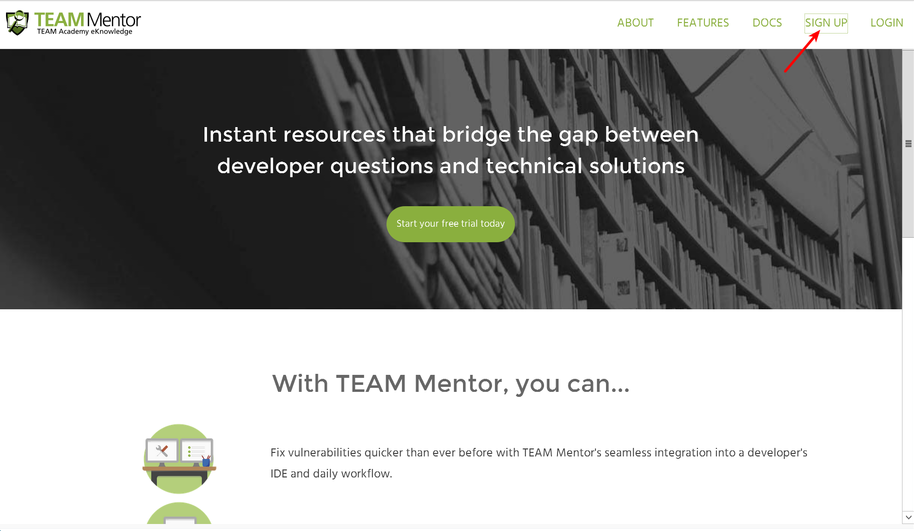 TEAM Mentor
TEAM Academy eKnowledge
ABOUT FEATURES DOCS SIGN UP LOGIN
Instant resources that bridge the gap between
developer questions and technical solutions
Start your free trial today
With TEAM Mentor, you can...
Fix vulnerabilities quicker than ever before with TEAM Mentor's seamless integration into a developer's
IDE and daily workflow.